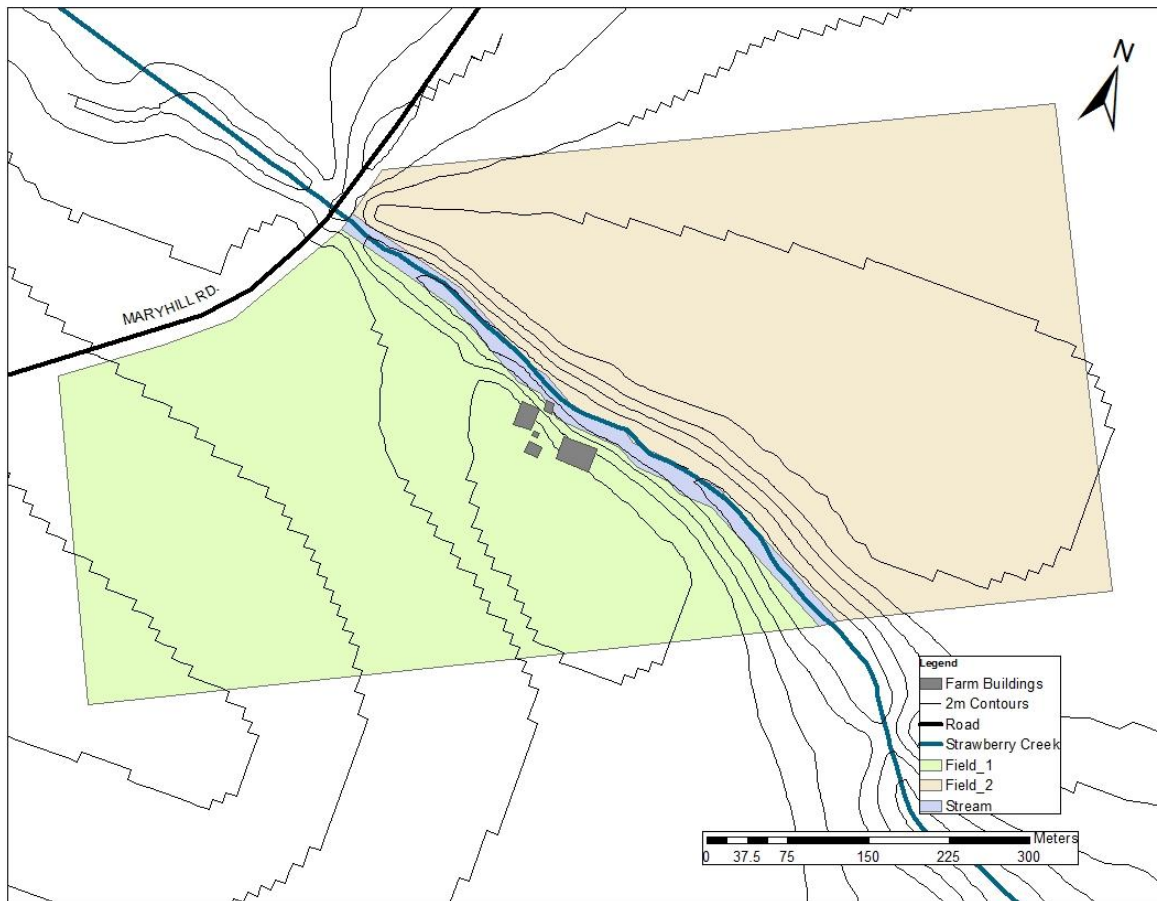 N
MARYHILL RD.
Legend
Farm Buildings
2m Contours
Road
Strawberry Creek
Field_1
Field_2
Stream
Meters
0 37.5 75 150 225 300